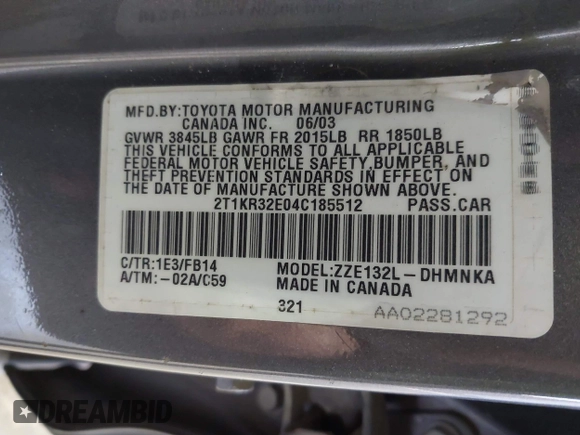 MFD.BY:TOYOTA MOTOR MANUFACTURING
CANADA INC. 06/03
GVWR 3845LB GAWR FR 2015LB RR 1850LB
THIS VEHICLE CONFORMS TO ALL APPLICABLE
FEDERAL MOTOR VEHICLE SAFETY,BUMPER, AND
THEFT PREVENTION STANDARDS IN EFFECT ON
THE DATE OF MANUFACTURE SHOWN ABOVE.
2T1KR32E04C185512 PASS.CAR
C/TR:1E3/FB14 MODEL:ZZE132L-DHMNKA
A/TM:-02A/C59 MADE IN CANADA
321
AA02281292
DREAMBID